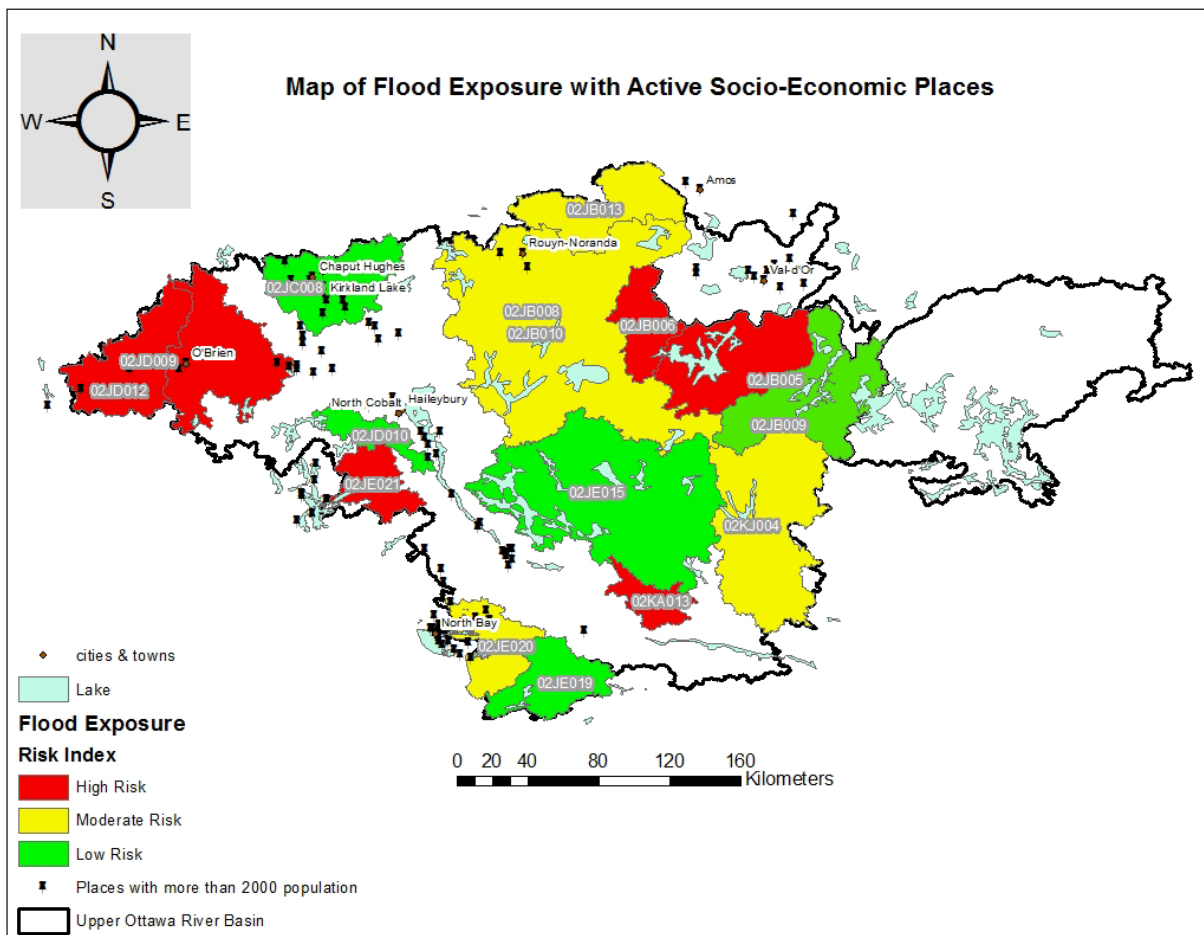 N
W E
S
Map of Flood Exposure with Active Socio-Economic Places
Amos
02JB013
Rouyn-Noranda
Chaput Hughes
Val-d'Or
02JC008
Kirkland Lake
02JB008
02JB006
02JB010
O'Brien
02JD009
02JB005
02JD012
Haileybury
North Cobalt
02JB009
02JD010
02JE021
02JE015
02KJ004
02KA013
North Bay
02JE020
02JE019
cities & towns
Lake
Flood Exposure
Risk Index
High Risk
Moderate Risk
Low Risk
Places with more than 2000 population
Upper Ottawa River Basin
0 20 40 80 120 160
Kilometers